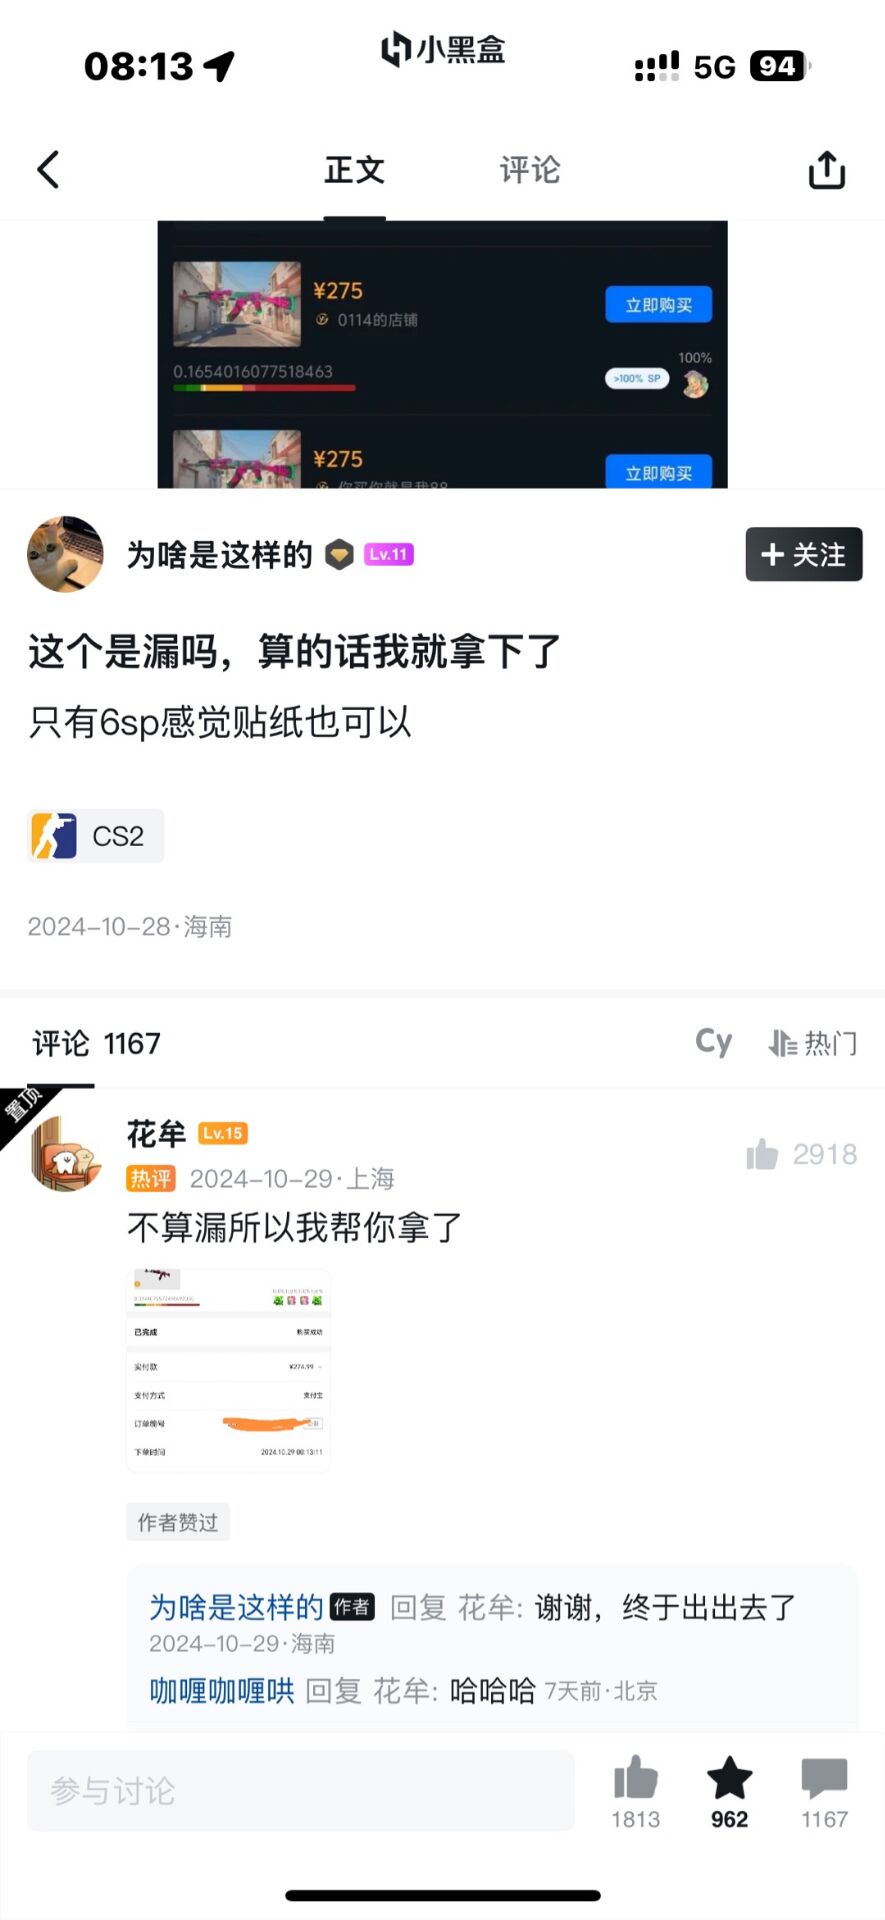 08:13
小黑盒
5G
94
正文
评论
¥275
0114的店铺
立即购买
0.1654016077518463
100%
>100% SP
¥275
立即购买
为啥是这样的
Lv.11
+ 关注
这个是漏吗，算的话我就拿下了
只有6sp感觉贴纸也可以
CS2
2024-10-28·海南
评论 1167
Cy
热门
置顶
花牟
Lv.15
2918
热评 2024-10-29·上海
不算漏所以我帮你拿了
已完成
购买成功
实付款
¥274.99
支付方式
支付宝
订单编号
下单时间
2024.10.29 00:13:11
作者赞过
为啥是这样的 作者 回复 花牟: 谢谢，终于出出去了
2024-10-29·海南
咖喱咖喱哄 回复 花牟: 哈哈哈 7天前·北京
参与讨论
1813
962
1167